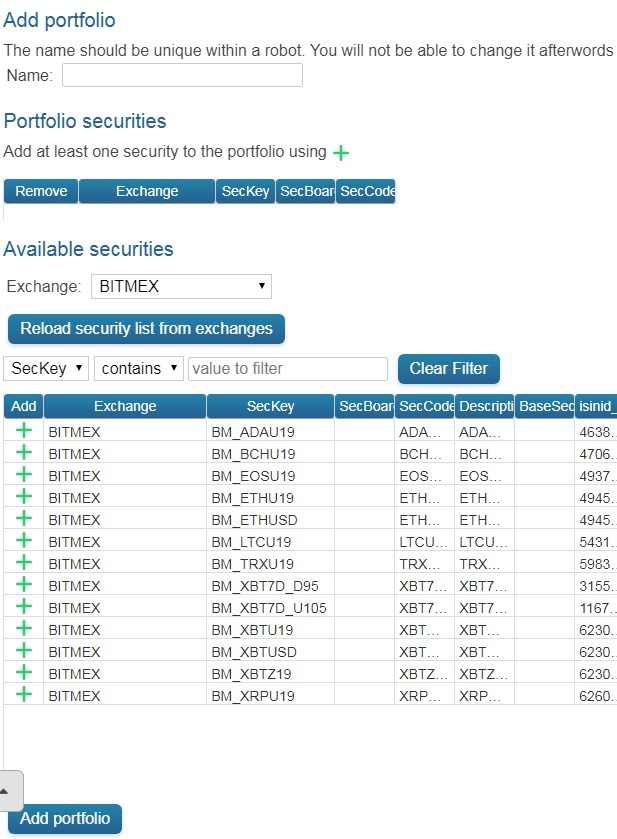 Add portfolio
The name should be unique within a robot. You will not be able to change it afterwords
Name:
Portfolio securities
Add at least one security to the portfolio using +
Remove Exchange SecKey SecBoar SecCode
Available securities
Exchange: BITMEX
Reload security list from exchanges
SecKey contains value to filter Clear Filter
Add Exchange SecKey SecBoar SecCode Descripti BaseSec isinid_
+ BITMEX BM_ADAU19 ADA... ADA... 4638..
+ BITMEX BM_BCHU19 BCH... BCH... 4706..
+ BITMEX BM_EOSU19 EOS... EOS... 4937..
+ BITMEX BM_ETHU19 ETH... ETH... 4945..
+ BITMEX BM_ETHUSD ETH... ETH... 4945..
+ BITMEX BM_LTCU19 LTCU... LTCU... 5431..
+ BITMEX BM_TRXU19 TRX... TRX... 5983..
+ BITMEX BM_XBT7D_D95 XBT7... XBT7... 3155..
+ BITMEX BM_XBT7D_U105 XBT7... XBT7... 1167..
+ BITMEX BM_XBTU19 XBT... XBT... 6230..
+ BITMEX BM_XBTUSD XBT... XBT... 6230..
+ BITMEX BM_XBTZ19 XBTZ... XBTZ... 6230..
+ BITMEX BM_XRPU19 XRP... XRP... 6260..
Add portfolio